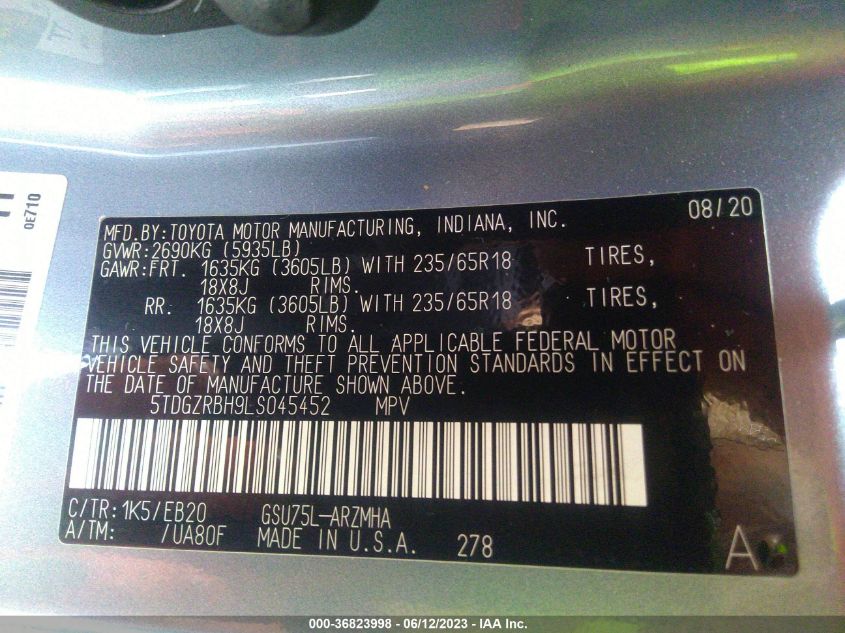 0E710
08/20
MFD.BY:TOYOTA MOTOR MANUFACTURING, INDIANA, INC.
GVWR:2690KG (5935LB)
GAWR:FRT. 1635KG (3605LB) WITH 235/65R18 TIRES,
18X8J RIMS.
RR. 1635KG (3605LB) WITH 235/65R18 TIRES,
18X8J RIMS.
THIS VEHICLE CONFORMS TO ALL APPLICABLE FEDERAL MOTOR
VEHICLE SAFETY AND THEFT PREVENTION STANDARDS IN EFFECT ON
THE DATE OF MANUFACTURE SHOWN ABOVE.
5TDGZRBH9LS045452 MPV
C/TR:1K5/EB20 GSU75L-ARZMHA
A/TM: /UA80F MADE IN U.S.A. 278 A
000-36823998 - 06/12/2023 - IAA Inc.